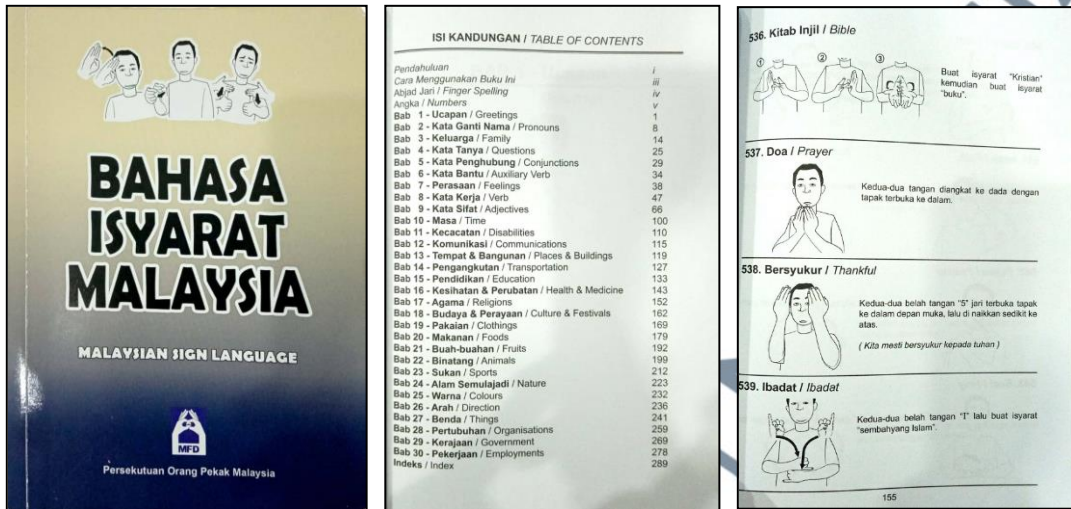 BAHASA
ISYARAT
MALAYSIA
MALAYSIAN SIGN LANGUAGE
MFD
Persekutuan Orang Pekak Malaysia
ISI KANDUNGAN / TABLE OF CONTENTS
Pendahuluan i
Cara Menggunakan Buku Ini iii
Abjad Jari / Finger Spelling iv
Angka / Numbers v
Bab 1 - Ucapan / Greetings 1
Bab 2 - Kata Ganti Nama / Pronouns 8
Bab 3 - Keluarga / Family 14
Bab 4 - Kata Tanya / Questions 25
Bab 5 - Kata Penghubung / Conjunctions 29
Bab 6 - Kata Bantu / Auxiliary Verb 34
Bab 7 - Perasaan / Feelings 38
Bab 8 - Kata Kerja / Verb 47
Bab 9 - Kata Sifat / Adjectives 66
Bab 10 - Masa / Time 100
Bab 11 - Kecacatan / Disabilities 110
Bab 12 - Komunikasi / Communications 115
Bab 13 - Tempat & Bangunan / Places & Buildings 119
Bab 14 - Pengangkutan / Transportation 127
Bab 15 - Pendidikan / Education 133
Bab 16 - Kesihatan & Perubatan / Health & Medicine 143
Bab 17 - Agama / Religions 152
Bab 18 - Budaya & Perayaan / Culture & Festivals 162
Bab 19 - Pakaian / Clothings 169
Bab 20 - Makanan / Foods 179
Bab 21 - Buah-buahan / Fruits 192
Bab 22 - Binatang / Animals 199
Bab 23 - Sukan / Sports 212
Bab 24 - Alam Semulajadi / Nature 223
Bab 25 - Warna / Colours 232
Bab 26 - Arah / Direction 236
Bab 27 - Benda / Things 241
Bab 28 - Pertubuhan / Organisations 259
Bab 29 - Kerajaan / Government 269
Bab 30 - Pekerjaan / Employments 278
Indeks / Index 289
536. Kitab Injil / Bible
① ② ③
Buat isyarat "Kristian"
kemudian buat isyarat
"buku".
537. Doa / Prayer
Kedua-dua tangan diangkat ke dada dengan
tapak terbuka ke dalam.
538. Bersyukur / Thankful
Kedua-dua belah tangan "5" jari terbuka tapak
ke dalam depan muka, lalu di naikkan sedikit ke
atas.
( Kita mesti bersyukur kepada tuhan )
539. Ibadat / Ibadat
Kedua-dua belah tangan "I" lalu buat isyarat
"sembahyang Islam".
155